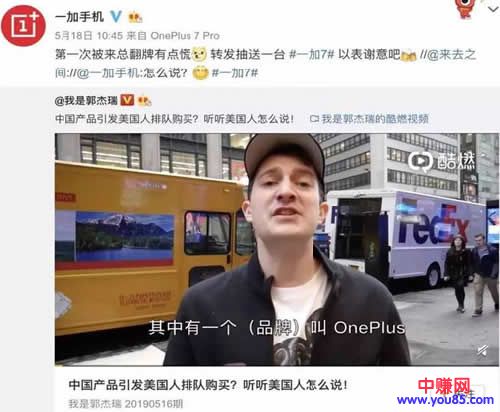 一加手机
5月18日 10:45 来自 OnePlus 7 Pro
第一次被来总翻牌有点慌 转发抽送一台 #一加7# 以表谢意吧 //@来去之
间://@一加手机:怎么说? #一加7#
@我是郭杰瑞
中国产品引发美国人排队购买?听听美国人怎么说! 我是郭杰瑞的酷燃视频
酷燃
FedEx
其中有一个(品牌)叫 OnePlus
中国产品引发美国人排队购买?听听美国人怎么说!
我是郭杰瑞 20190516期
中赚网
www.you85.com